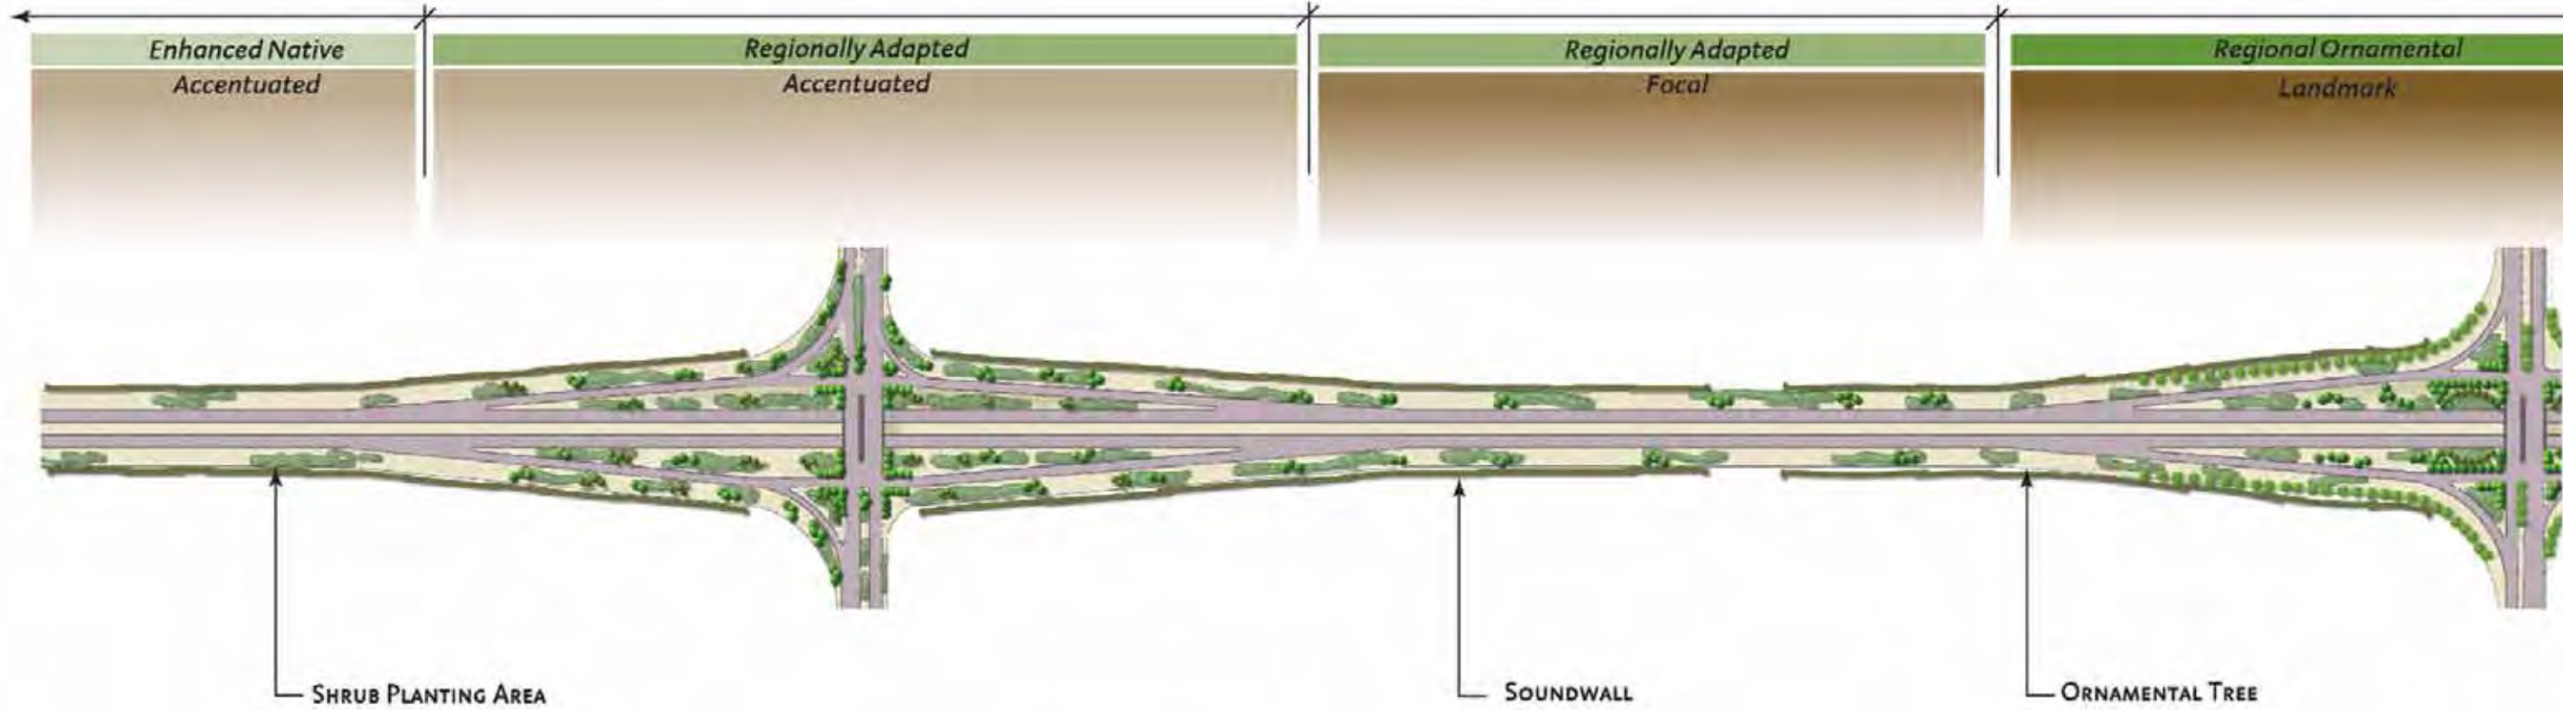 Enhanced Native
Accentuated
Regionally Adapted
Accentuated
Regionally Adapted
Focal
Regional Ornamental
Landmark
SHRUB PLANTING AREA
SOUNDWALL
ORNAMENTAL TREE